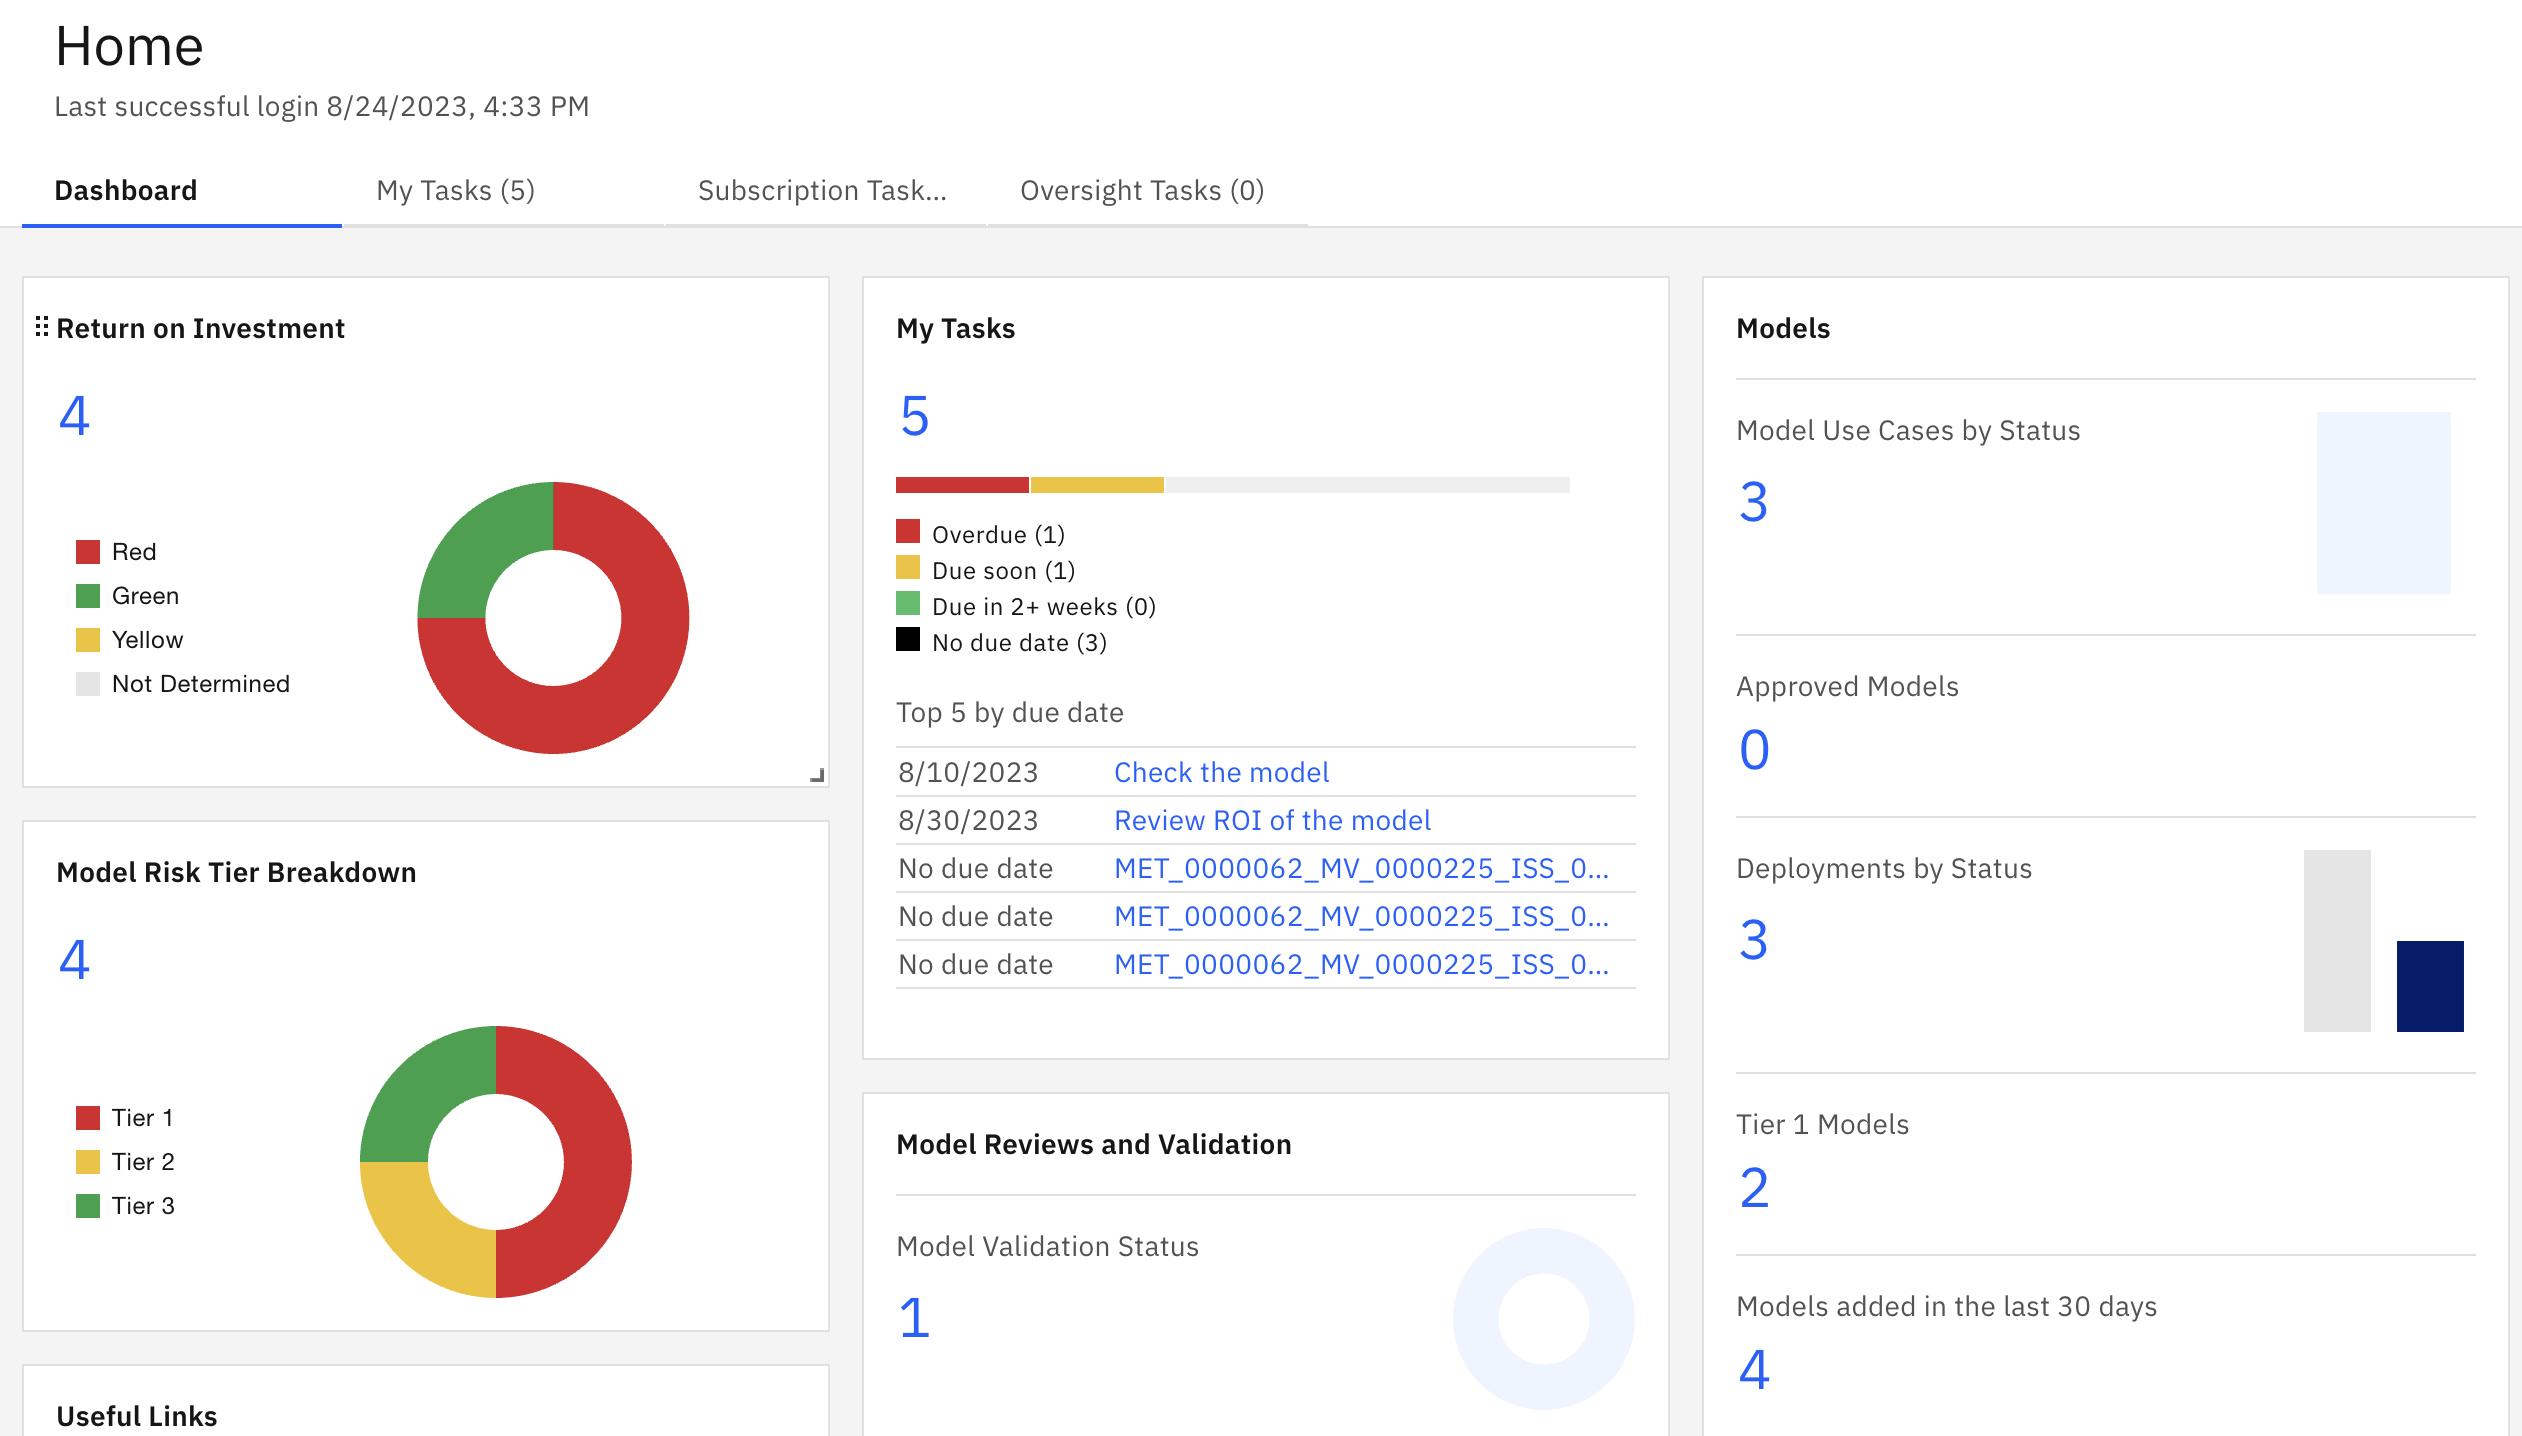 Home
Last successful login 8/24/2023, 4:33 PM
Dashboard
My Tasks (5)
Subscription Task...
Oversight Tasks (0)
Return on Investment
4
Red
Green
Yellow
Not Determined
Model Risk Tier Breakdown
4
Tier 1
Tier 2
Tier 3
Useful Links
My Tasks
5
Overdue (1)
Due soon (1)
Due in 2+ weeks (0)
No due date (3)
Top 5 by due date
8/10/2023 Check the model
8/30/2023 Review ROI of the model
No due date MET_0000062_MV_0000225_ISS_0...
No due date MET_0000062_MV_0000225_ISS_0...
No due date MET_0000062_MV_0000225_ISS_0...
Model Reviews and Validation
Model Validation Status
1
Models
Model Use Cases by Status
3
Approved Models
0
Deployments by Status
3
Tier 1 Models
2
Models added in the last 30 days
4